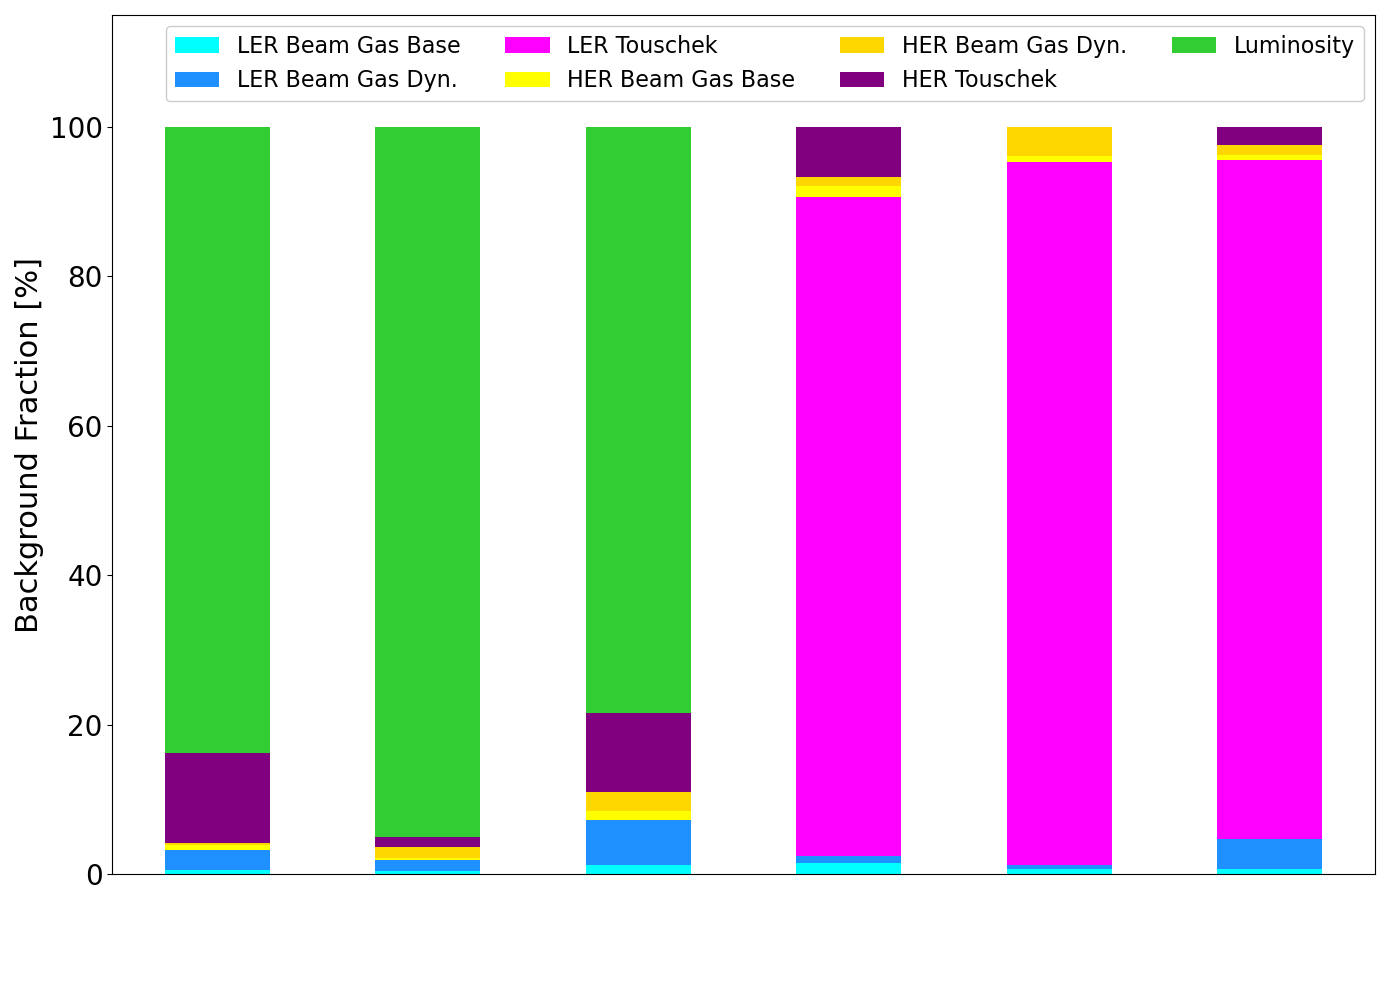 LER Beam Gas Base
LER Beam Gas Dyn.
LER Touschek
HER Beam Gas Base
HER Beam Gas Dyn.
HER Touschek
Luminosity
100
80
60
40
20
0
Background Fraction [%]